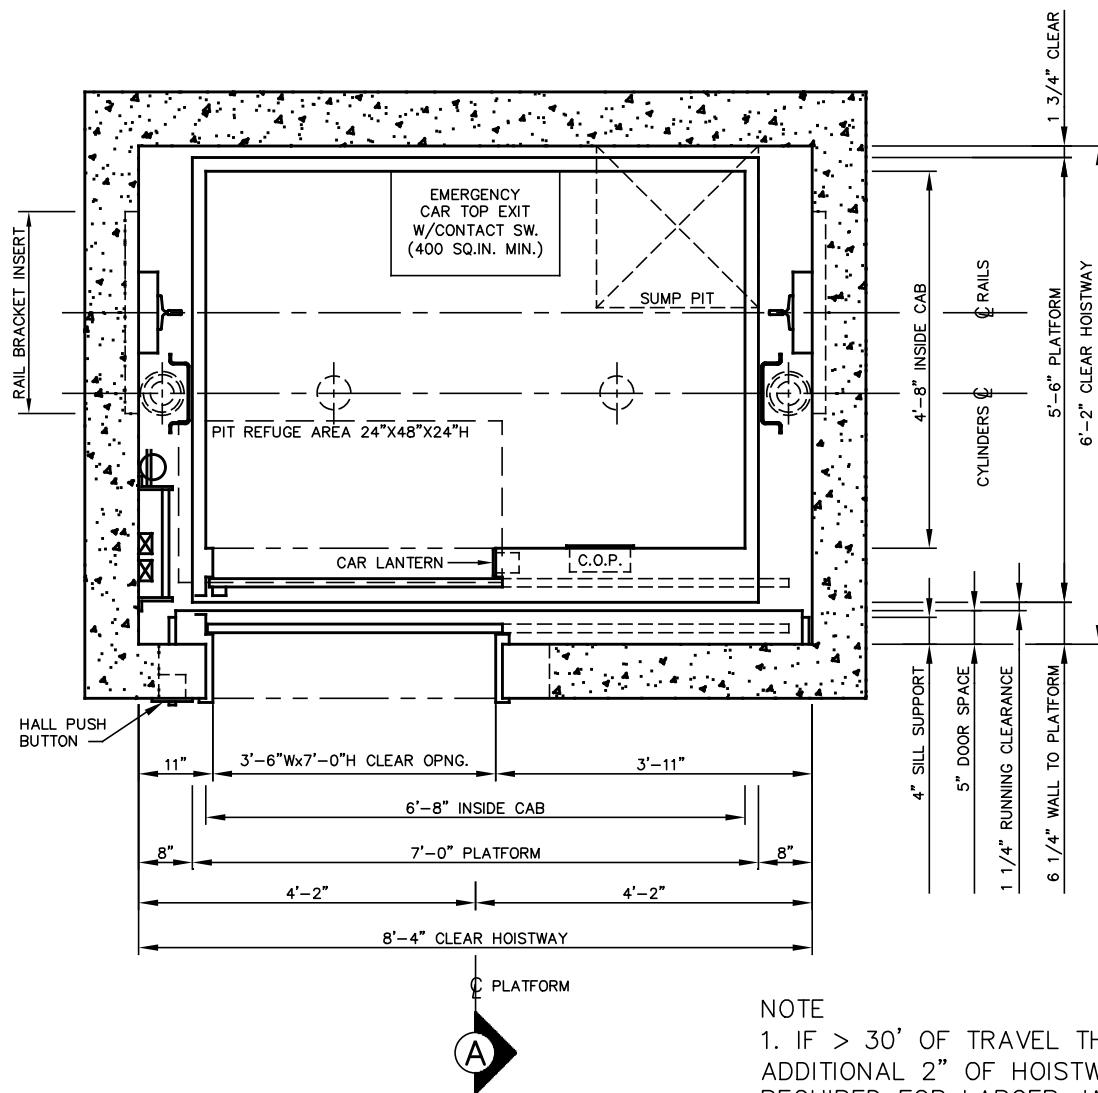 1 3/4" CLEAR
EMERGENCY
CAR TOP EXIT
W/CONTACT SW.
(400 SQ.IN. MIN.)
SUMP PIT
RAIL BRACKET INSERT
4'-8" INSIDE CAB
℄ RAILS
CYLINDERS ℄
5'-6" PLATFORM
6'-2" CLEAR HOISTWAY
PIT REFUGE AREA 24"X48"X24"H
CAR LANTERN
C.O.P.
HALL PUSH
BUTTON
4" SILL SUPPORT
5" DOOR SPACE
1 1/4" RUNNING CLEARANCE
6 1/4" WALL TO PLATFORM
11"
3'-6"Wx7'-0"H CLEAR OPNG.
3'-11"
6'-8" INSIDE CAB
8"
7'-0" PLATFORM
8"
4'-2"
4'-2"
8'-4" CLEAR HOISTWAY
℄ PLATFORM
A
NOTE
1. IF > 30' OF TRAVEL TH
ADDITIONAL 2" OF HOISTW
REQUIRED FOR LARGER JA